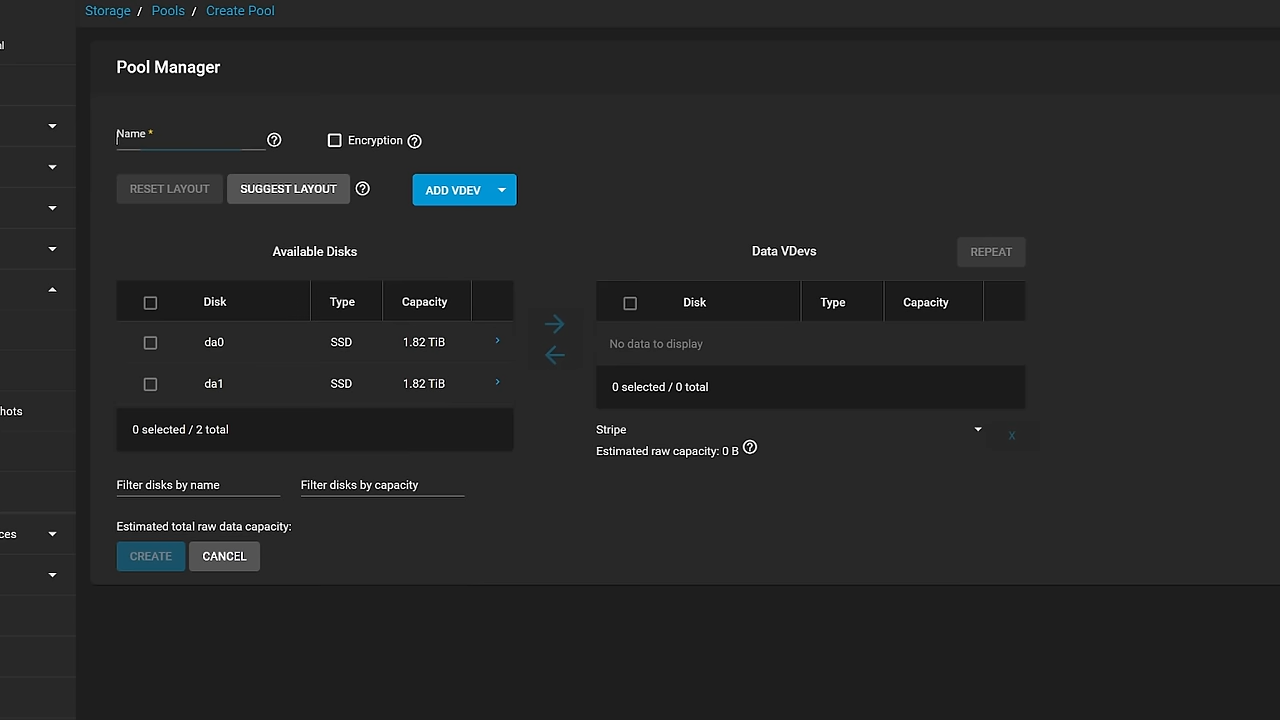 Storage / Pools / Create Pool
Pool Manager
Name *
Encryption
RESET LAYOUT SUGGEST LAYOUT ADD VDEV
Available Disks
Disk Type Capacity
da0 SSD 1.82 TiB
da1 SSD 1.82 TiB
0 selected / 2 total
Filter disks by name Filter disks by capacity
Estimated total raw data capacity:
CREATE CANCEL
Data VDevs REPEAT
Disk Type Capacity
No data to display
0 selected / 0 total
Stripe X
Estimated raw capacity: 0 B